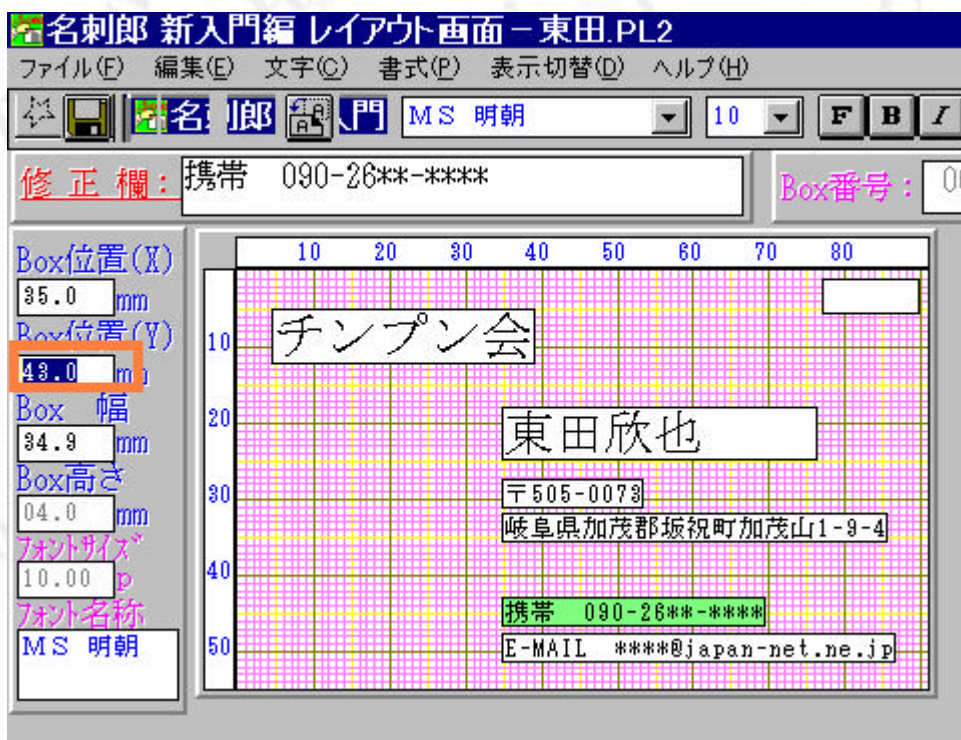 名刺郎 新入門編 レイアウト画面－東田.PL2
ファイル(F) 編集(E) 文字(C) 書式(P) 表示切替(D) ヘルプ(H)
名 刺郎 入門 ＭＳ 明朝 10 F B I
修正欄： 携帯 090-26**-**** Box番号：
10 20 30 40 50 60 70 80
Box位置(X)
35.0 mm
Box位置(Y)
43.0 mm
Box 幅
34.9 mm
Box高さ
04.0 mm
フォントサイズ
10.00 p
フォント名称
ＭＳ 明朝
10
20
30
40
50
チンプン会
東田欣也
〒505-0073
岐阜県加茂郡坂祝町加茂山1-9-4
携帯 090-26**-****
E-MAIL ****@japan-net.ne.jp